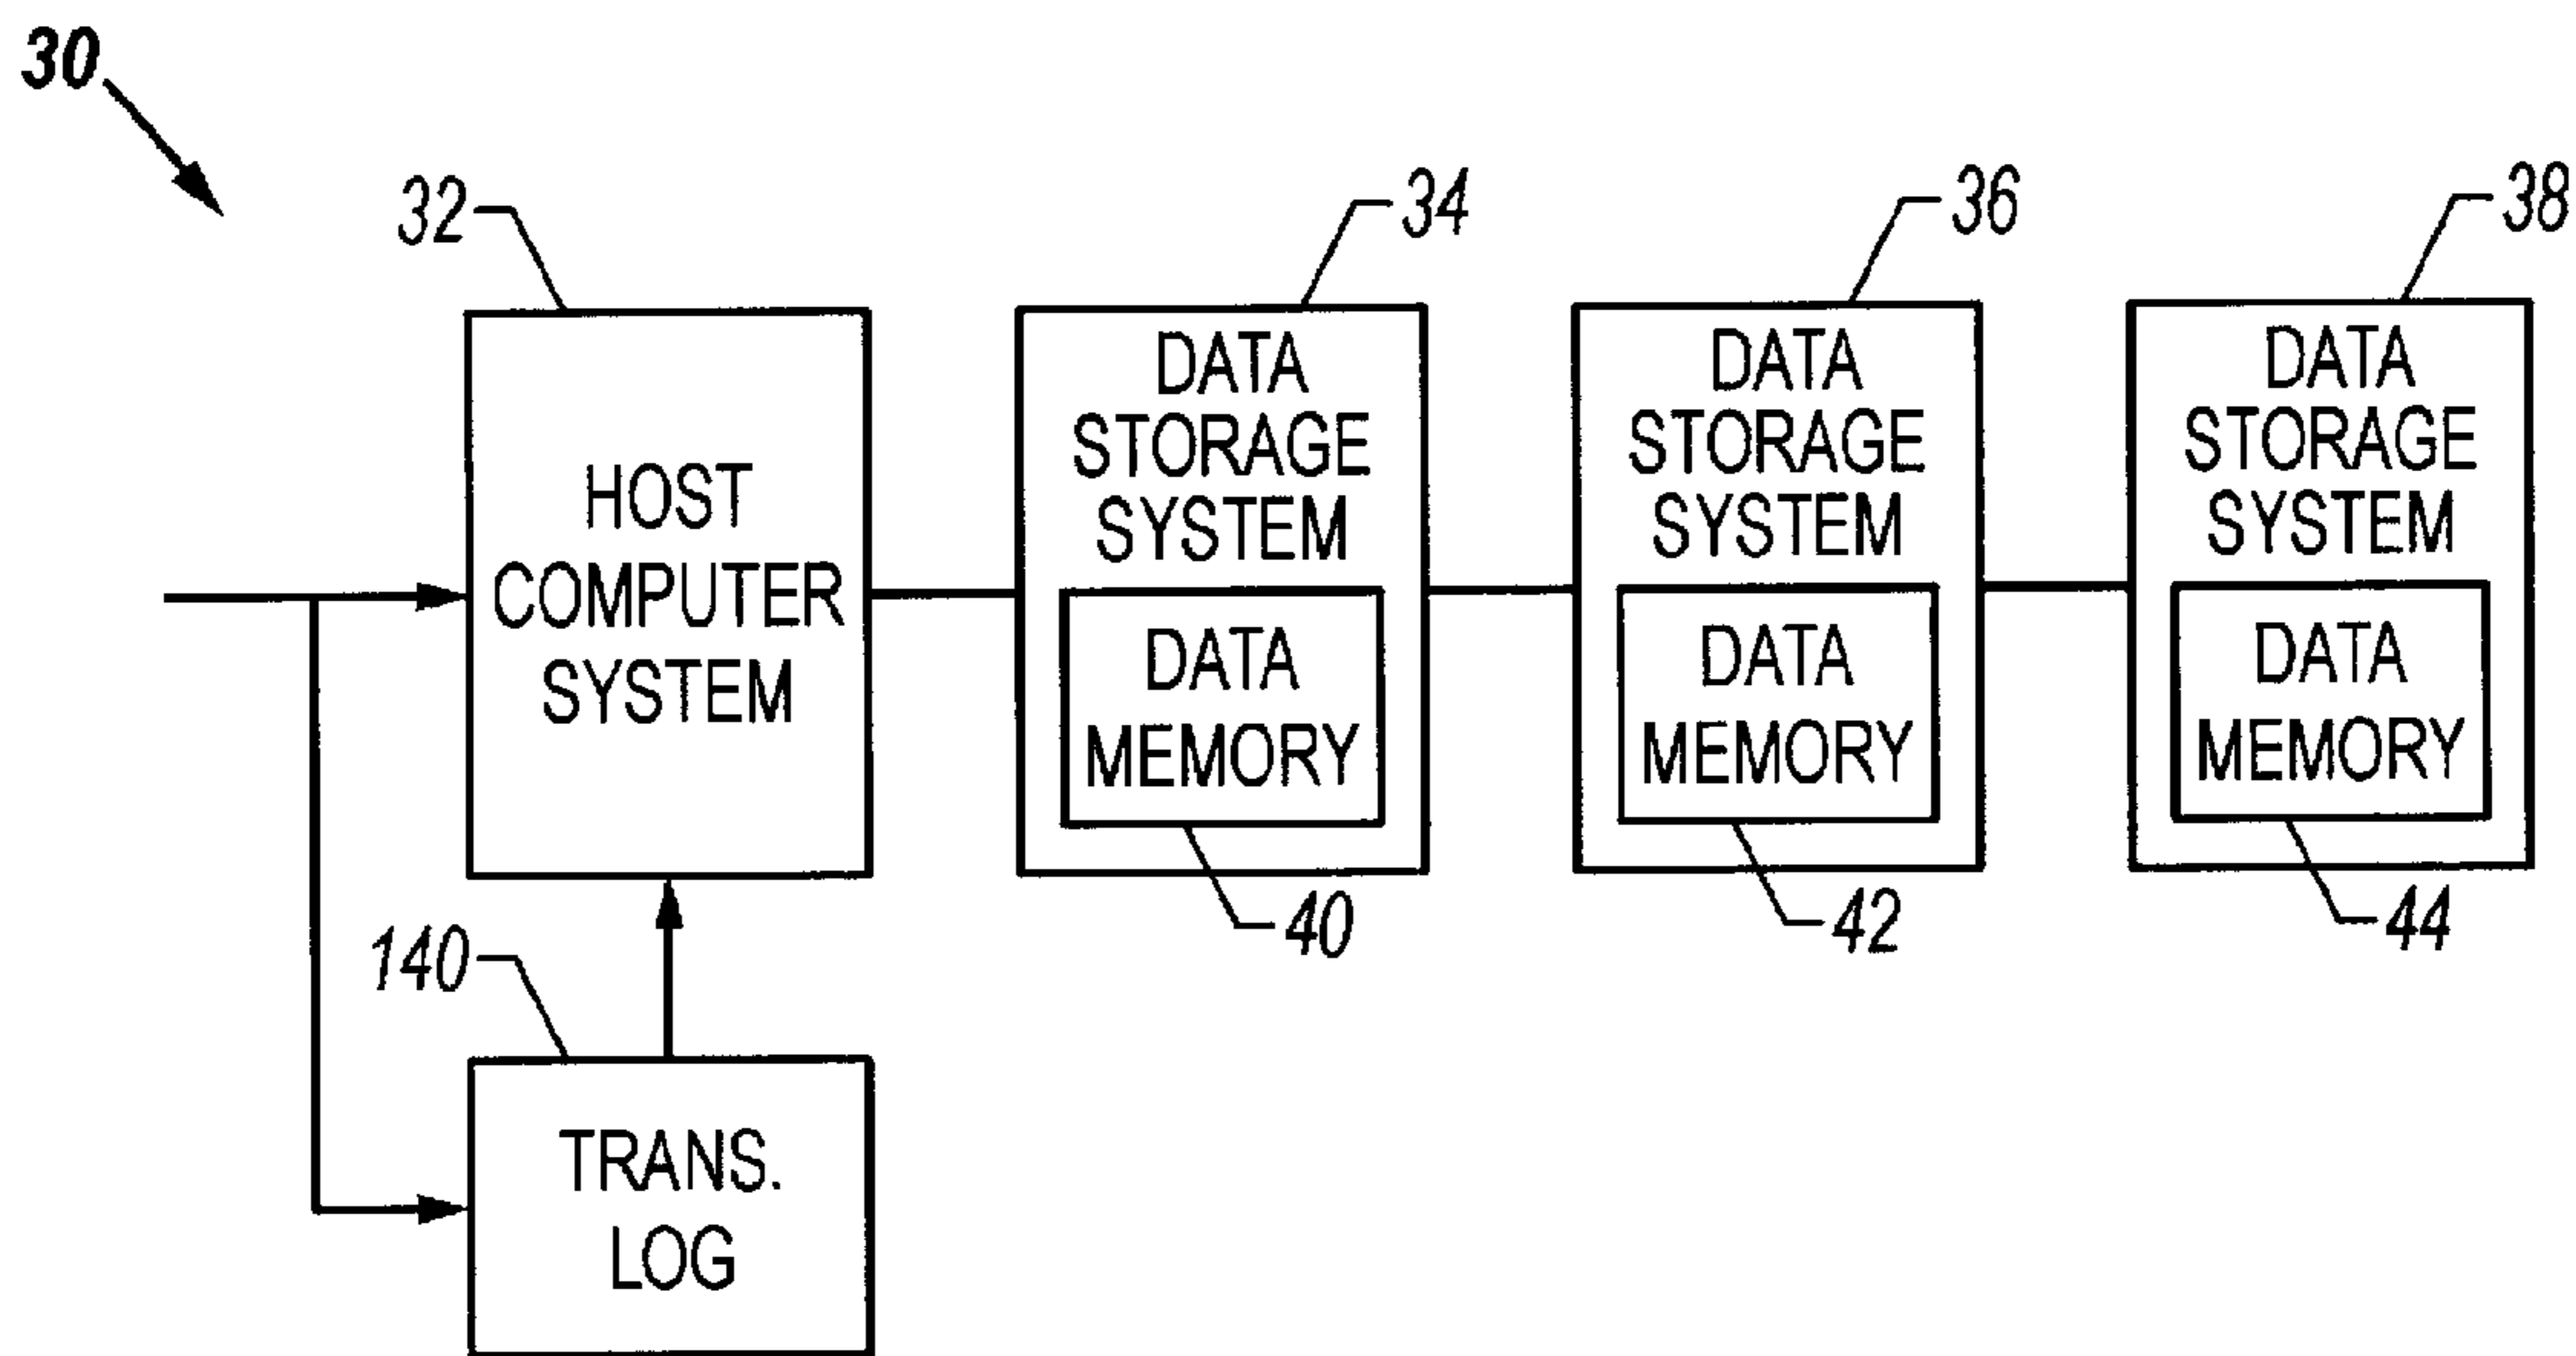 30
32
34
36
38
HOST
COMPUTER
SYSTEM
DATA
STORAGE
SYSTEM
DATA
MEMORY
DATA
STORAGE
SYSTEM
DATA
MEMORY
DATA
STORAGE
SYSTEM
DATA
MEMORY
40
42
44
140
TRANS.
LOG